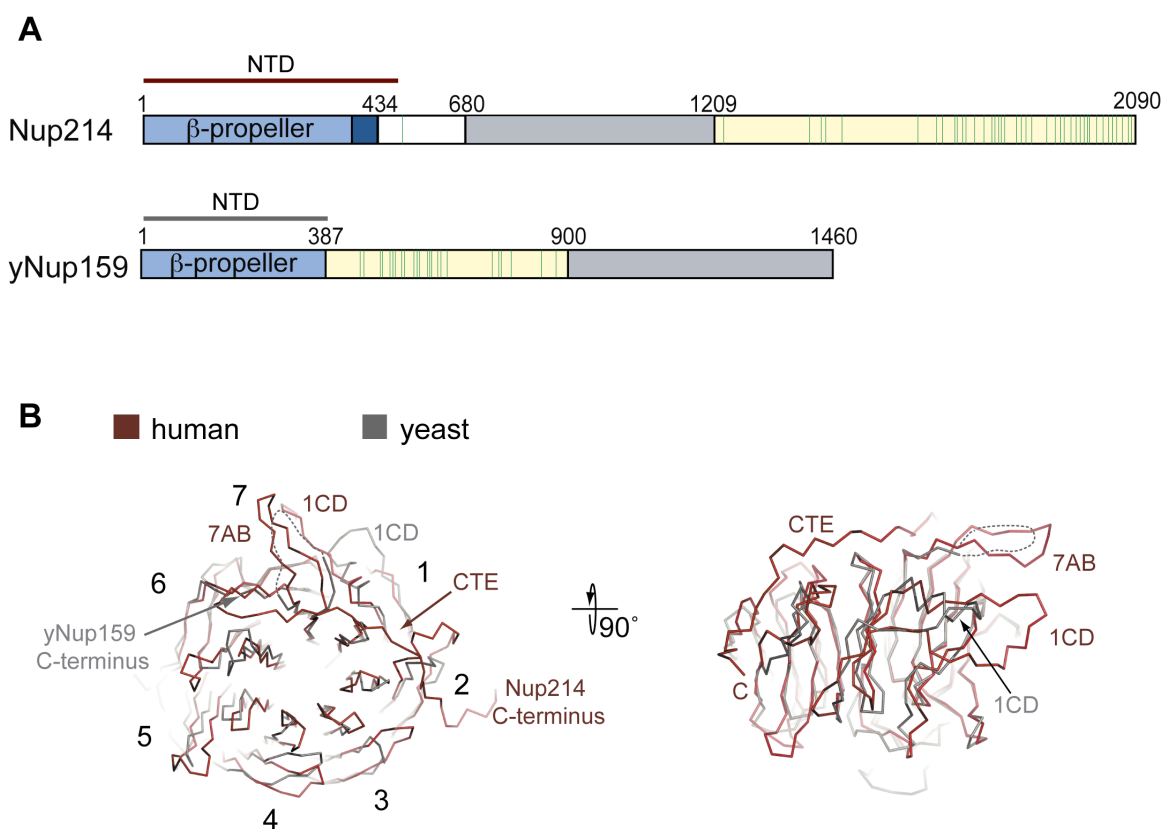 A
NTD
1 434 680 1209 2090
Nup214 β-propeller
NTD
1 387 900 1460
yNup159 β-propeller
B
human yeast
7 1CD
7AB 1CD
6 1
CTE
yNup159
C-terminus
2 Nup214
C-terminus
5
4 3
90°
CTE
7AB
1CD
C
1CD